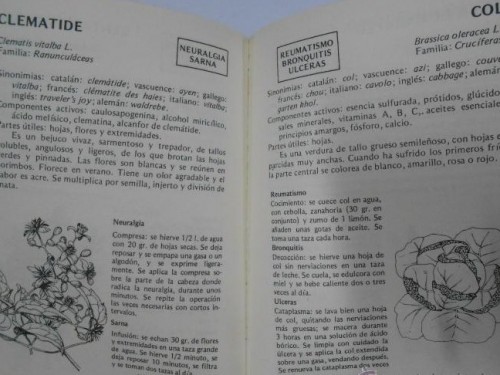 CLEMATIDE
Clematis vitalba L.
Familia: Ranunculáceas
NEURALGIA
SARNA
Sinonimias: catalán: clemátide; vascuence: ayen; gallego:
vitalba; francés: clématite des haies; italiano: vitalba;
inglés: traveler's joy; alemán: waldrebe.
Componentes activos: caulosapogenina, alcohol miricílico,
ácido melísico, clematina, alcanfor de clemátide.
Partes útiles: hojas, flores y extremidades.
Es un bejuco vivaz, sarmentoso y trepador, de tallos
volubles, angulosos y ligeros, de los que brotan las hojas
verdes y pinnadas. Las flores son blancas y se reúnen en
corimbos. Florece en verano. Tiene un olor agradable y el
sabor es acre. Se multiplica por semilla, injerto y división de
mata.
Neuralgia
Compresa: se hierve 1/2 l. de agua
con 20 gr. de hojas secas. Se deja
reposar y se empapa una gasa o un
algodón, y se exprime ligera-
mente. Se aplica la compresa so-
bre la parte de la cabeza donde
radica la neuralgia, durante unos
minutos. Se repite la operación
las veces necesarias con cortos in-
tervalos.
Sarna
Infusión: se echan 30 gr. de flores
y extremidades en una taza grande
de agua. Se hierve 1/2 minuto, se
deja reposar 10 minutos, se filtra
y se toman dos tazas al día.
COL
Brassica oleracea L.
Familia: Cruciferas
REUMATISMO
BRONQUITIS
ULCERAS
Sinonimias: catalán: col; vascuence: azi; gallego: couve
francés: chou; italiano: cavolo; inglés: cabbage; alemán:
garten khol.
Componentes activos: esencia sulfurada, prótidos, glúcidos
sales minerales, vitaminas A, B, C, aceites esenciales
principios amargos, fósforo, calcio.
Partes útiles: hojas.
Es una verdura de tallo grueso semileñoso, con hojas
parcidas muy anchas. Cuando ha sufrido los primeros fríos
la parte central se colorea de blanco, amarillo, rosa o rojo.
Reumatismo
Cocimiento: se cuece col en agua,
con cebolla, zanahoria (30 gr. en
conjunto) y zumo de 1 limón. Se
añaden unas gotas de aceite. Se
toma una taza cada hora.
Bronquitis
Decocción: se hierve una hoja de
col sin nerviaciones en una taza
de leche. Se cuela, se edulcora con
miel y se bebe caliente dos o tres
veces al día.
Ulceras
Cataplasma: se lava bien una hoja
de col, quitando las nerviaciones
más gruesas; se macera durante
3 horas en una solución de ácido
bórico. Se limpia con cuidado la
úlcera y se aplica la col extendida
sobre una gasa, vendando después.
Se renueva la cataplasma dos veces